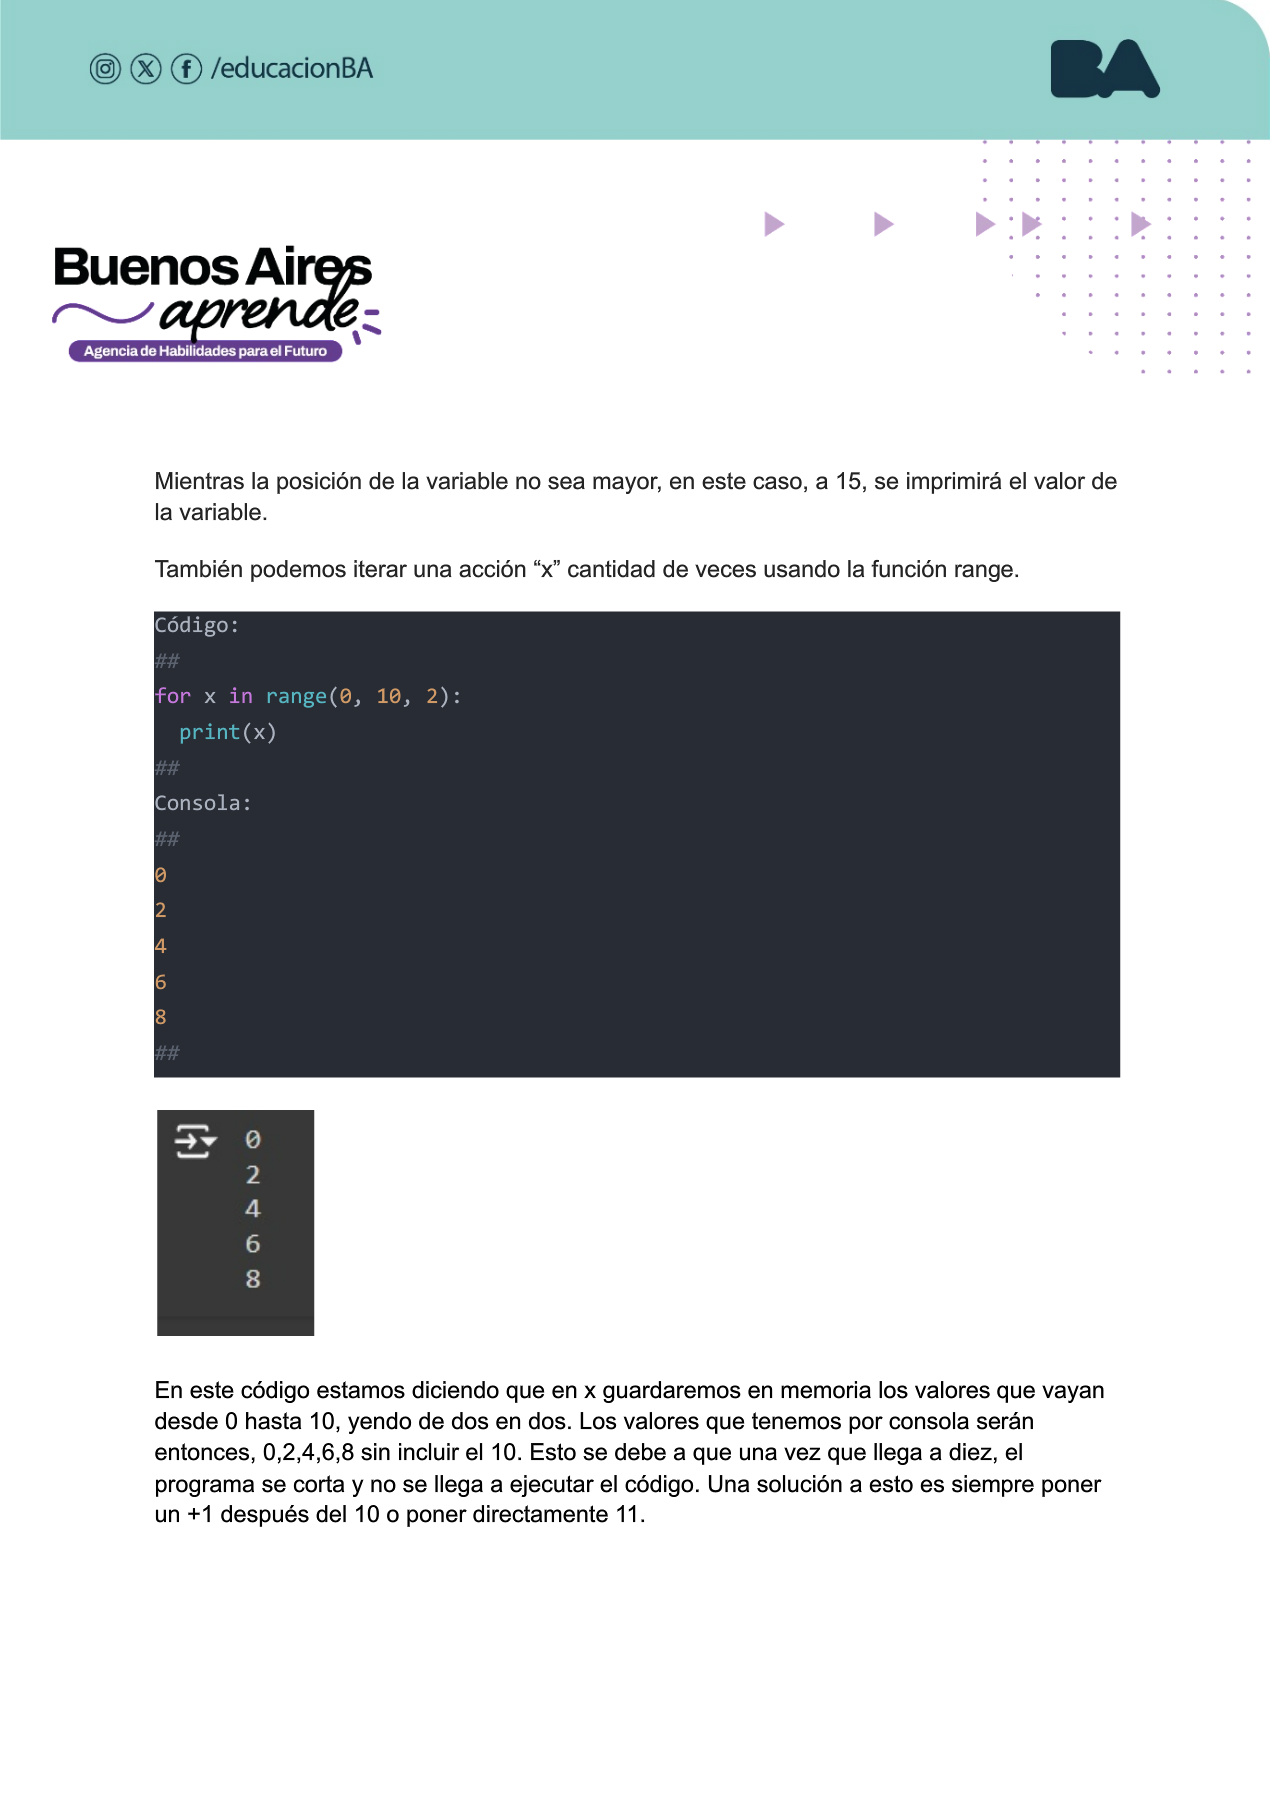 /educacionBA
BA
Buenos Aires
aprende
Agencia de Habilidades para el Futuro
Mientras la posición de la variable no sea mayor, en este caso, a 15, se imprimirá el valor de
la variable.
También podemos iterar una acción “x” cantidad de veces usando la función range.
Código:
##
for x in range(0, 10, 2):
  print(x)
##
Consola:
##
0
2
4
6
8
##
0
2
4
6
8
En este código estamos diciendo que en x guardaremos en memoria los valores que vayan
desde 0 hasta 10, yendo de dos en dos. Los valores que tenemos por consola serán
entonces, 0,2,4,6,8 sin incluir el 10. Esto se debe a que una vez que llega a diez, el
programa se corta y no se llega a ejecutar el código. Una solución a esto es siempre poner
un +1 después del 10 o poner directamente 11.